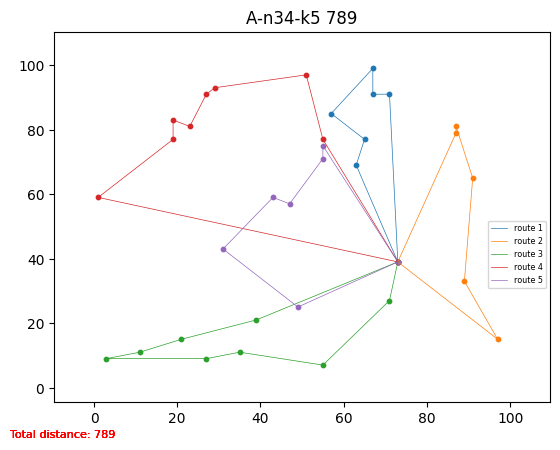 A-n34-k5 789
100
80
60
40
20
0
route 1
route 2
route 3
route 4
route 5
0 20 40 60 80 100
Total distance: 789